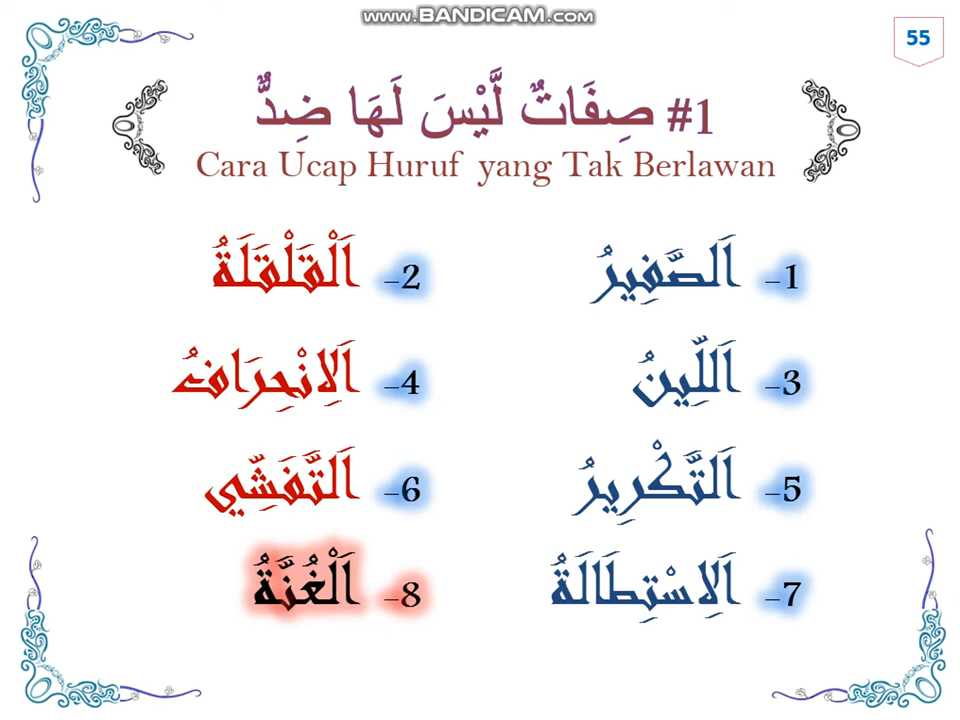 WWW.BANDICAM.COM
55
#1 صِفَاتٌ لَّيْسَ لَهَا ضِدٌّ
Cara Ucap Huruf yang Tak Berlawan
1- اَلصَّفِيرُ
2- اَلْقَلْقَلَةُ
3- اَللِّينُ
4- اَلِانْحِرَافُ
5- اَلتَّكْرِيرُ
6- اَلتَّفَشِّي
7- اَلِاسْتِطَالَةُ
8- اَلْغُنَّةُ